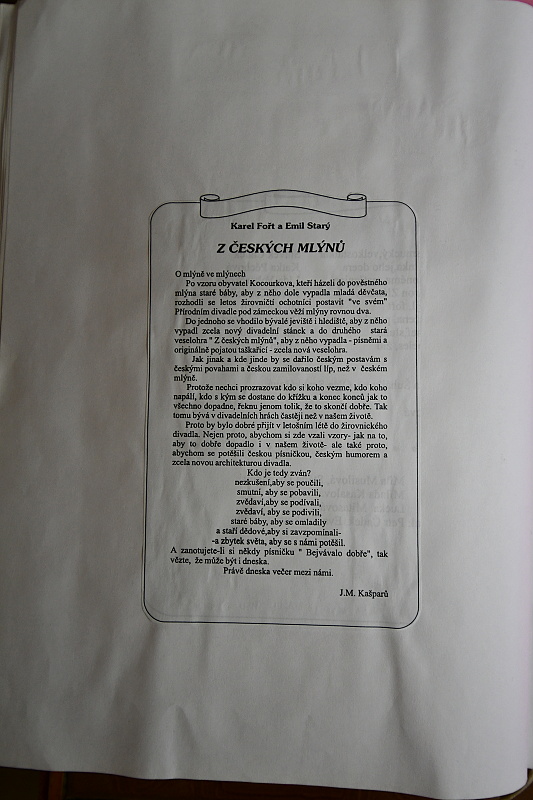 Karel Fořt a Emil Starý
Z ČESKÝCH MLÝNŮ
O mlýně ve mlýnech
Po vzoru obyvatel Kocourkova, kteří házeli do pověstného
mlýna staré báby, aby z něho dole vypadla mladá děvčata,
rozhodli se letos žirovničtí ochotníci postavit "ve svém"
Přírodním divadle pod zámeckou věží mlýny rovnou dva.
Do jednoho se vhodilo bývalé jeviště i hlediště, aby z něho
vypadl zcela nový divadelní stánek a do druhého stará
veselohra " Z českých mlýnů", aby z něho vypadla - písněmi a
originálně pojatou taškařicí - zcela nová veselohra.
Jak jinak a kde jinde by se dařilo českým postavám s
českými povahami a českou zamilovaností líp, než v českém
mlýně.
Protože nechci prozrazovat kdo si koho vezme, kdo koho
napálí, kdo s kým se dostane do křížku a konec konců jak to
všechno dopadne, řeknu jenom tolik, že to skončí dobře. Tak
tomu bývá v divadelních hrách častěji než v našem životě.
Proto by bylo dobré přijít v letošním létě do žirovnického
divadla. Nejen proto, abychom si zde vzali vzory- jak na to,
aby to dobře dopadlo i v našem životě- ale také proto,
abychom se potěšili českou písničkou, českým humorem a
zcela novou architekturou divadla.
Kdo je tedy zván?
nezkušení,aby se poučili,
smutní, aby se pobavili,
zvědaví,aby se podívali,
zvědaví, aby se podivili,
staré báby, aby se omladily
a staří dědové,aby si zavzpomínali-
-a zbytek světa, aby se s námi potěšil.
A zanotujete-li si někdy písničku " Bejvávalo dobře", tak
vězte, že může být i dneska.
Právě dneska večer mezi námi.
J.M. Kašparů